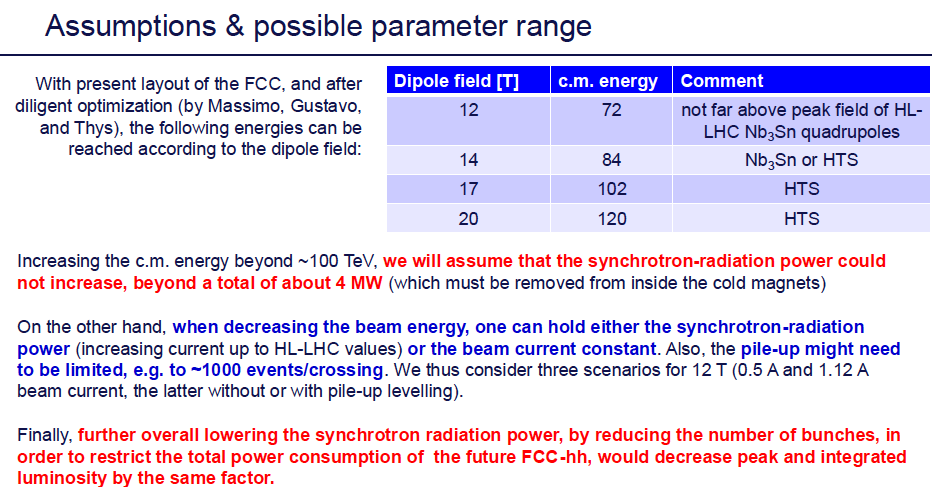 Assumptions & possible parameter range
With present layout of the FCC, and after
diligent optimization (by Massimo, Gustavo,
and Thys), the following energies can be
reached according to the dipole field:
Dipole field [T] c.m. energy Comment
12 72 not far above peak field of HL-
LHC Nb3Sn quadrupoles
14 84 Nb3Sn or HTS
17 102 HTS
20 120 HTS
Increasing the c.m. energy beyond ~100 TeV, we will assume that the synchrotron-radiation power could
not increase, beyond a total of about 4 MW (which must be removed from inside the cold magnets)
On the other hand, when decreasing the beam energy, one can hold either the synchrotron-radiation
power (increasing current up to HL-LHC values) or the beam current constant. Also, the pile-up might need
to be limited, e.g. to ~1000 events/crossing. We thus consider three scenarios for 12 T (0.5 A and 1.12 A
beam current, the latter without or with pile-up levelling).
Finally, further overall lowering the synchrotron radiation power, by reducing the number of bunches, in
order to restrict the total power consumption of the future FCC-hh, would decrease peak and integrated
luminosity by the same factor.